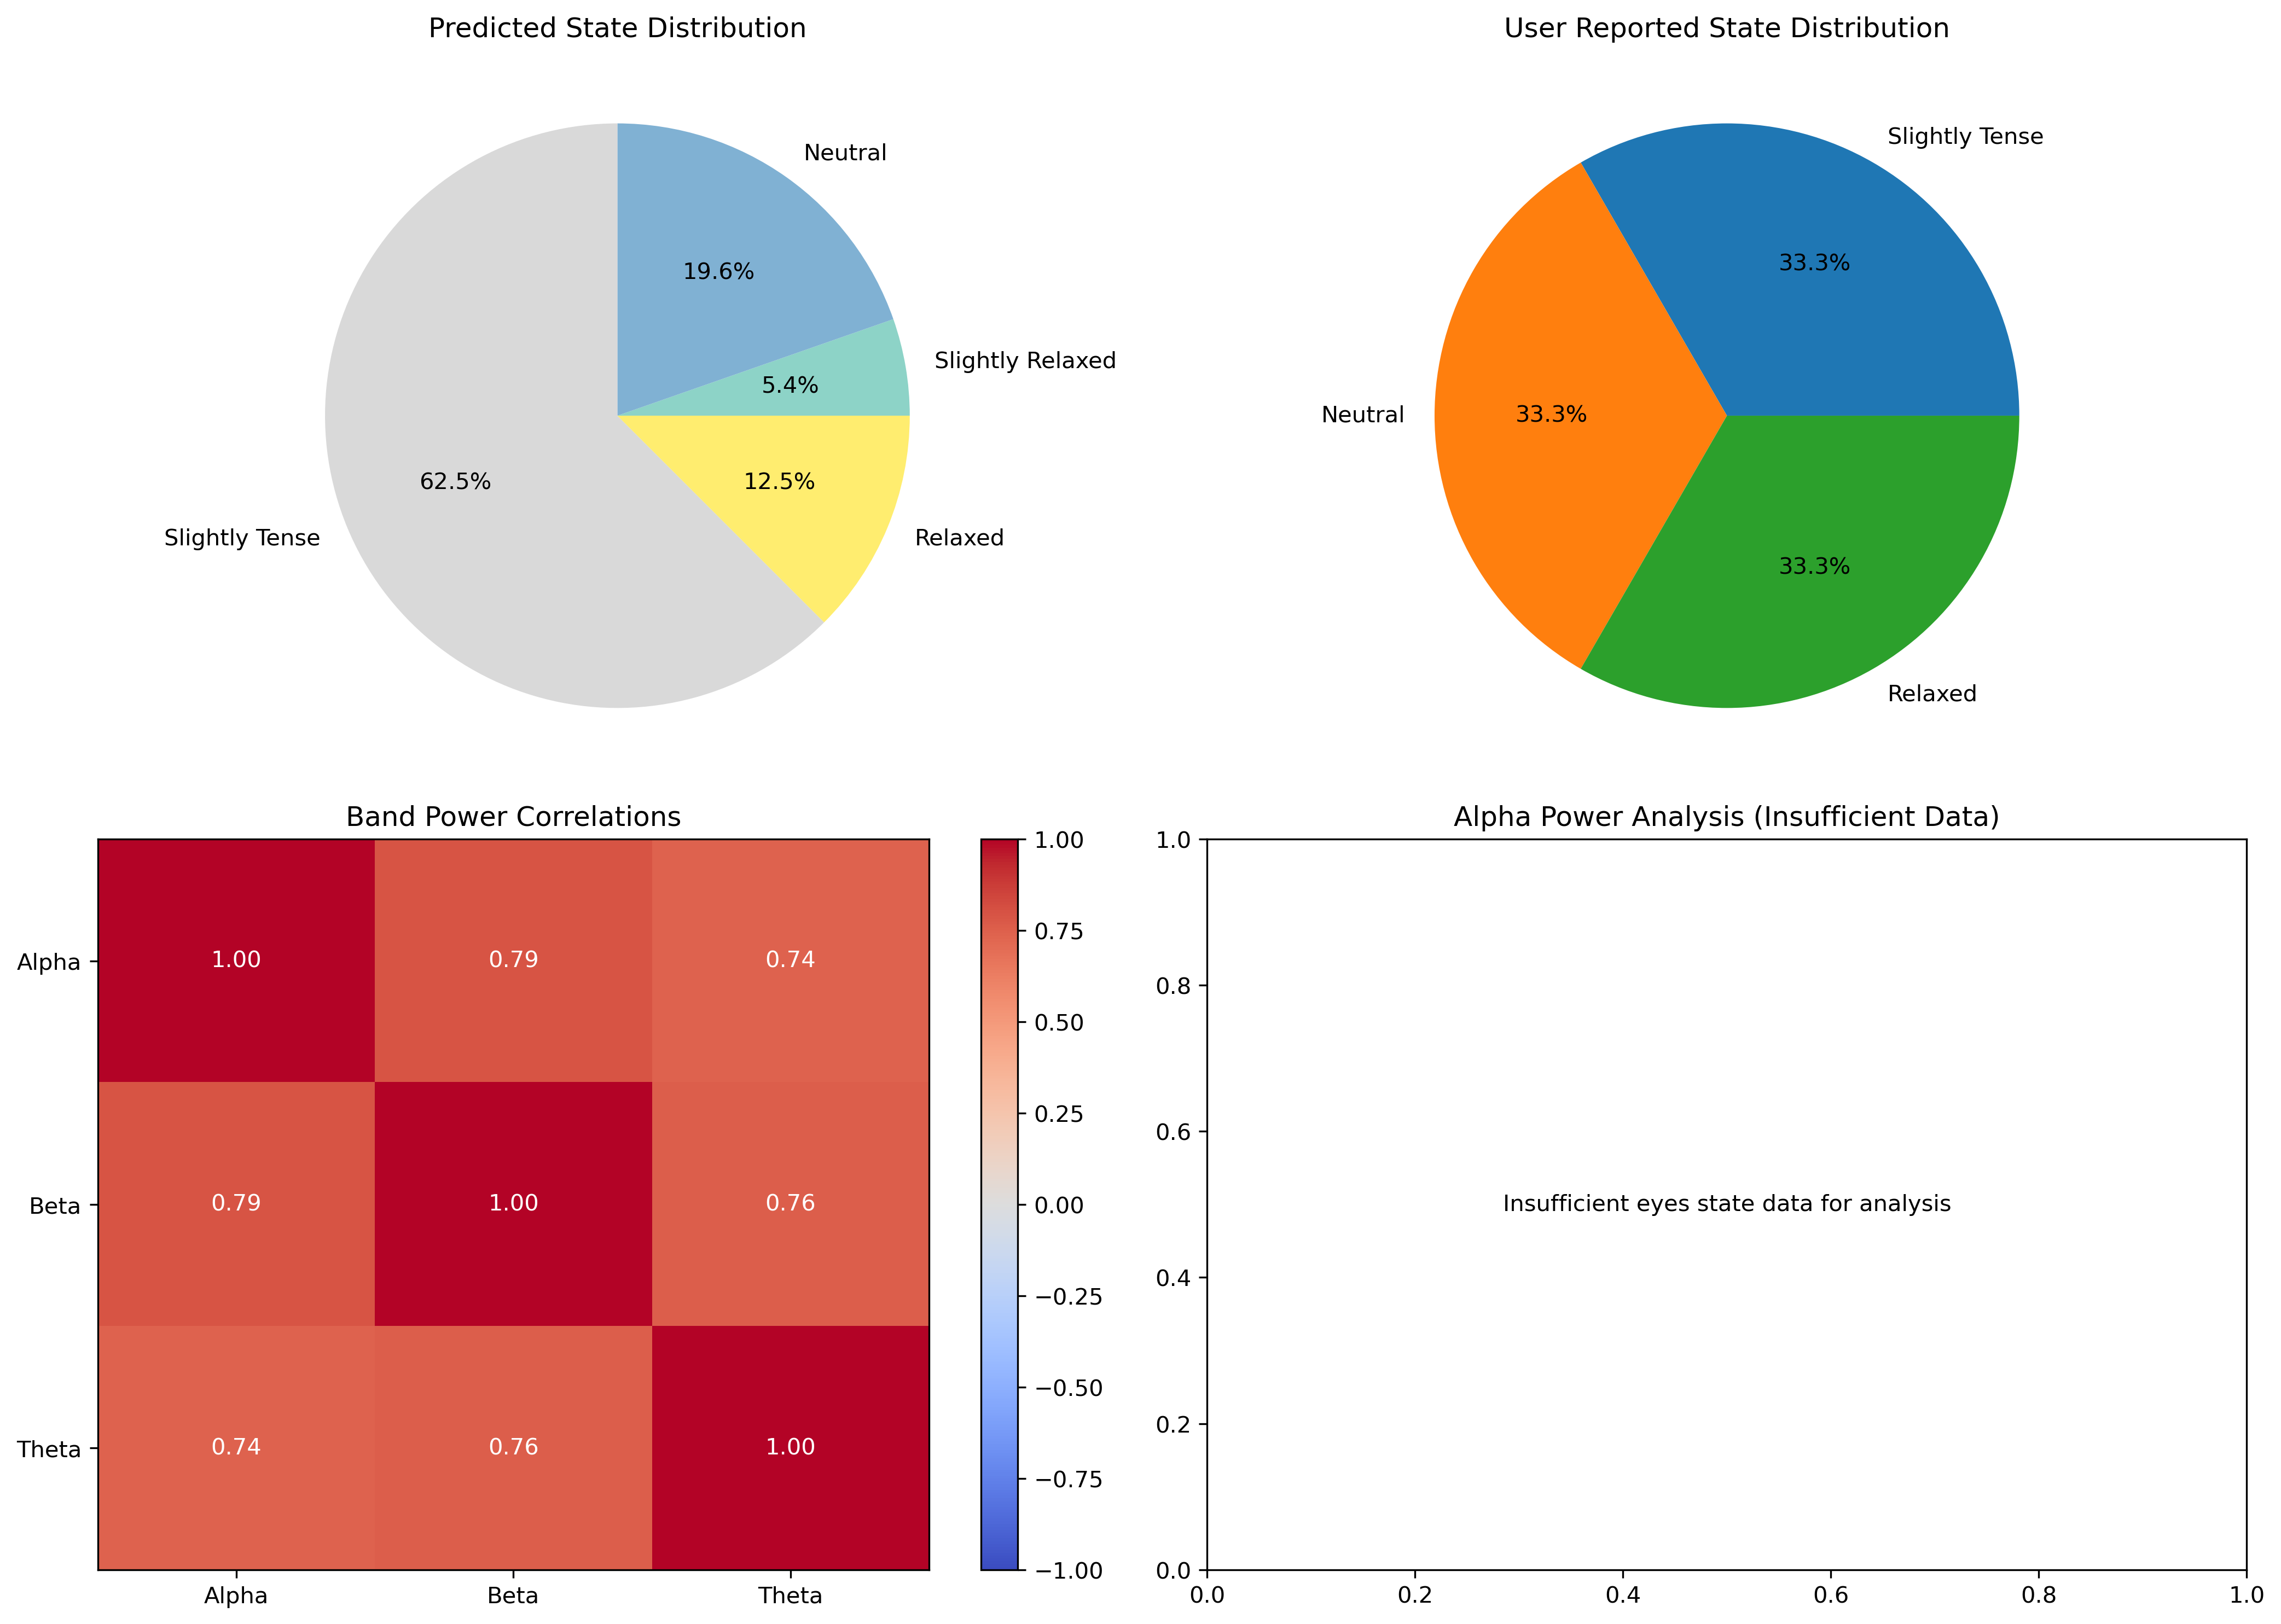 Predicted State Distribution
Neutral
19.6%
Slightly Relaxed
5.4%
62.5%
12.5%
Slightly Tense
Relaxed
User Reported State Distribution
Slightly Tense
33.3%
Neutral
33.3%
33.3%
Relaxed
Band Power Correlations
Alpha
1.00
0.79
0.74
Beta
0.79
1.00
0.76
Theta
0.74
0.76
1.00
Alpha
Beta
Theta
1.00
0.75
0.50
0.25
0.00
−0.25
−0.50
−0.75
−1.00
Alpha Power Analysis (Insufficient Data)
1.0
0.8
0.6
0.4
0.2
0.0
Insufficient eyes state data for analysis
0.0
0.2
0.4
0.6
0.8
1.0